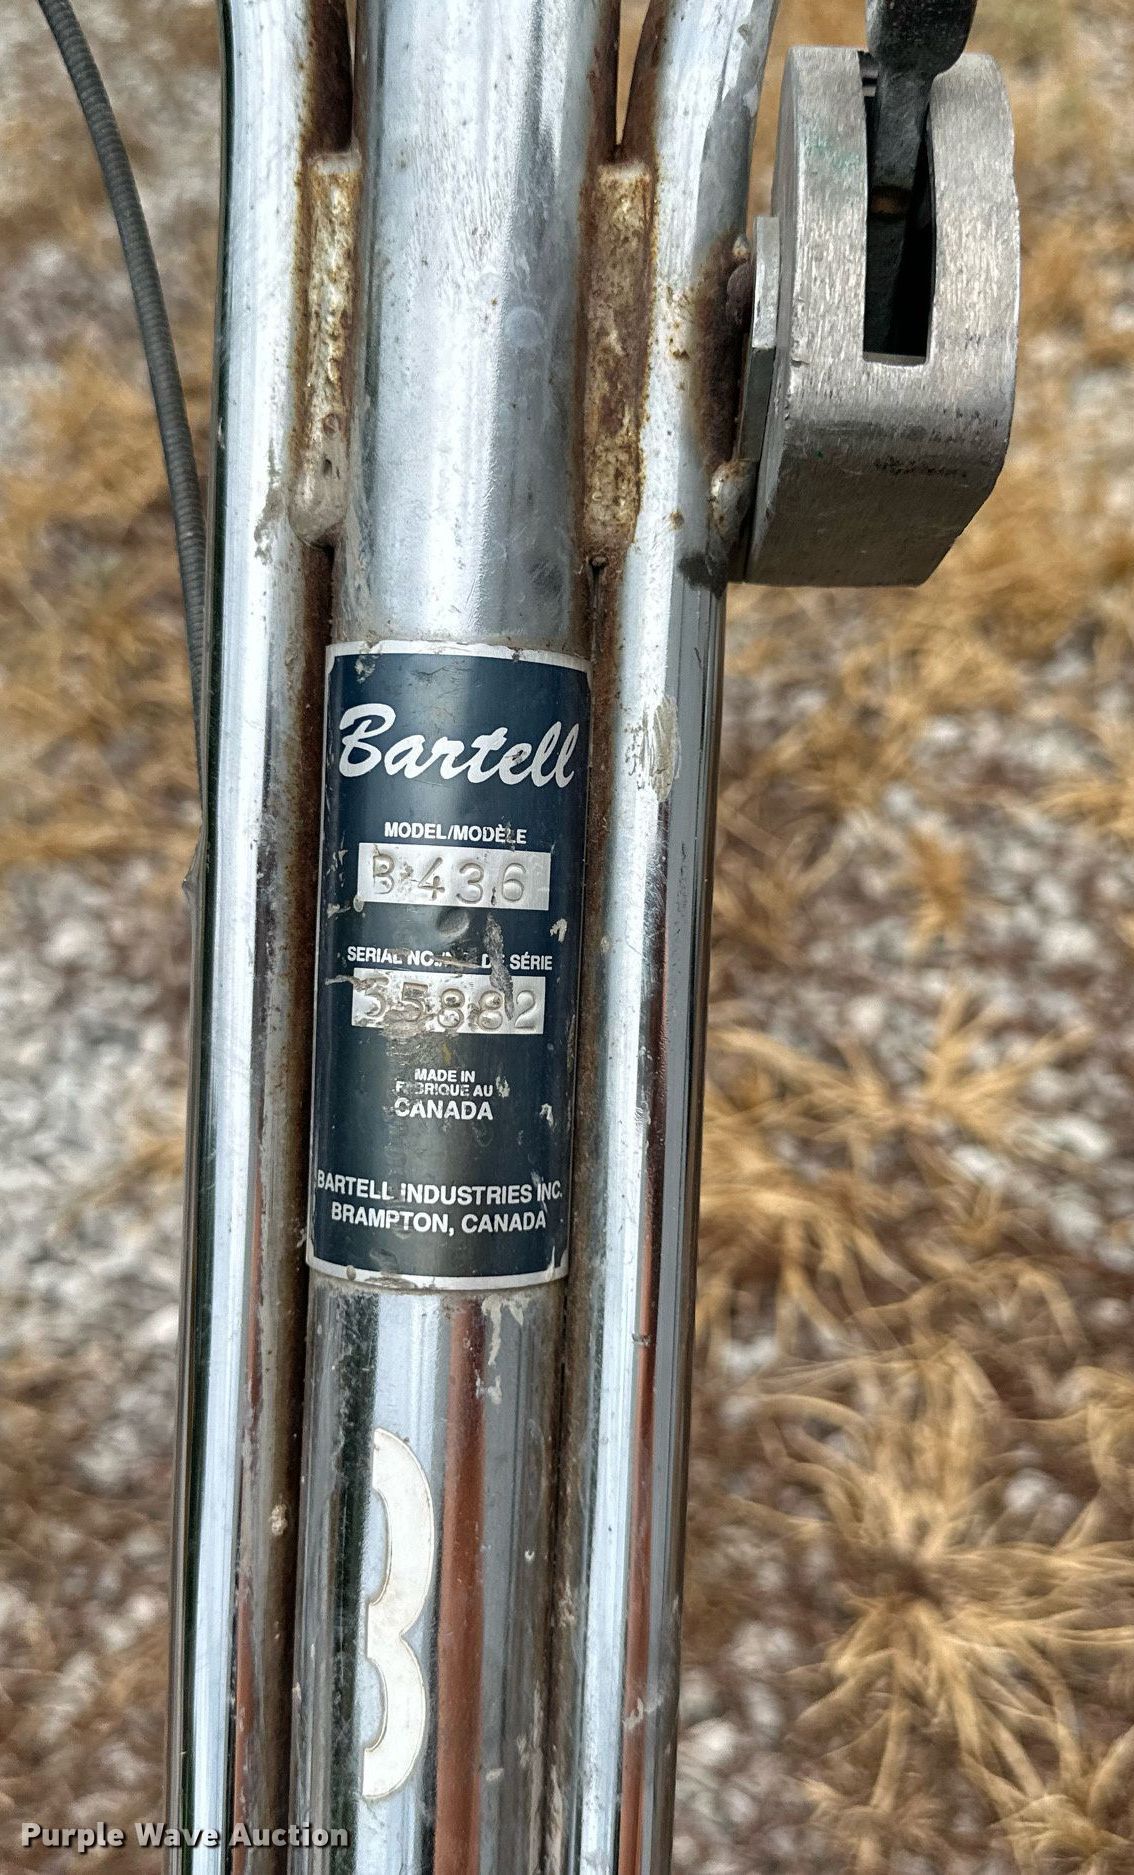 Bartell
MODEL/MODÈLE
B436
SERIAL NO./ DE SÉRIE
35882
MADE IN
FABRIQUE AU
CANADA
BARTELL INDUSTRIES INC.
BRAMPTON, CANADA
B
Purple Wave Auction